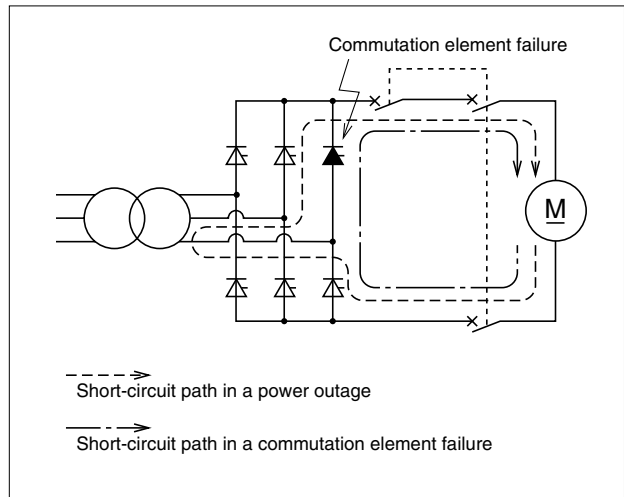 Commutation element failure
M
Short-circuit path in a power outage
Short-circuit path in a commutation element failure